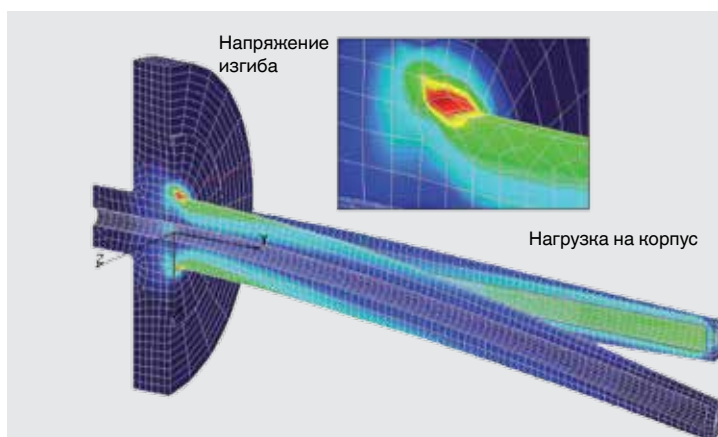 Напряжение
изгиба
Нагрузка на корпус
Z
Y